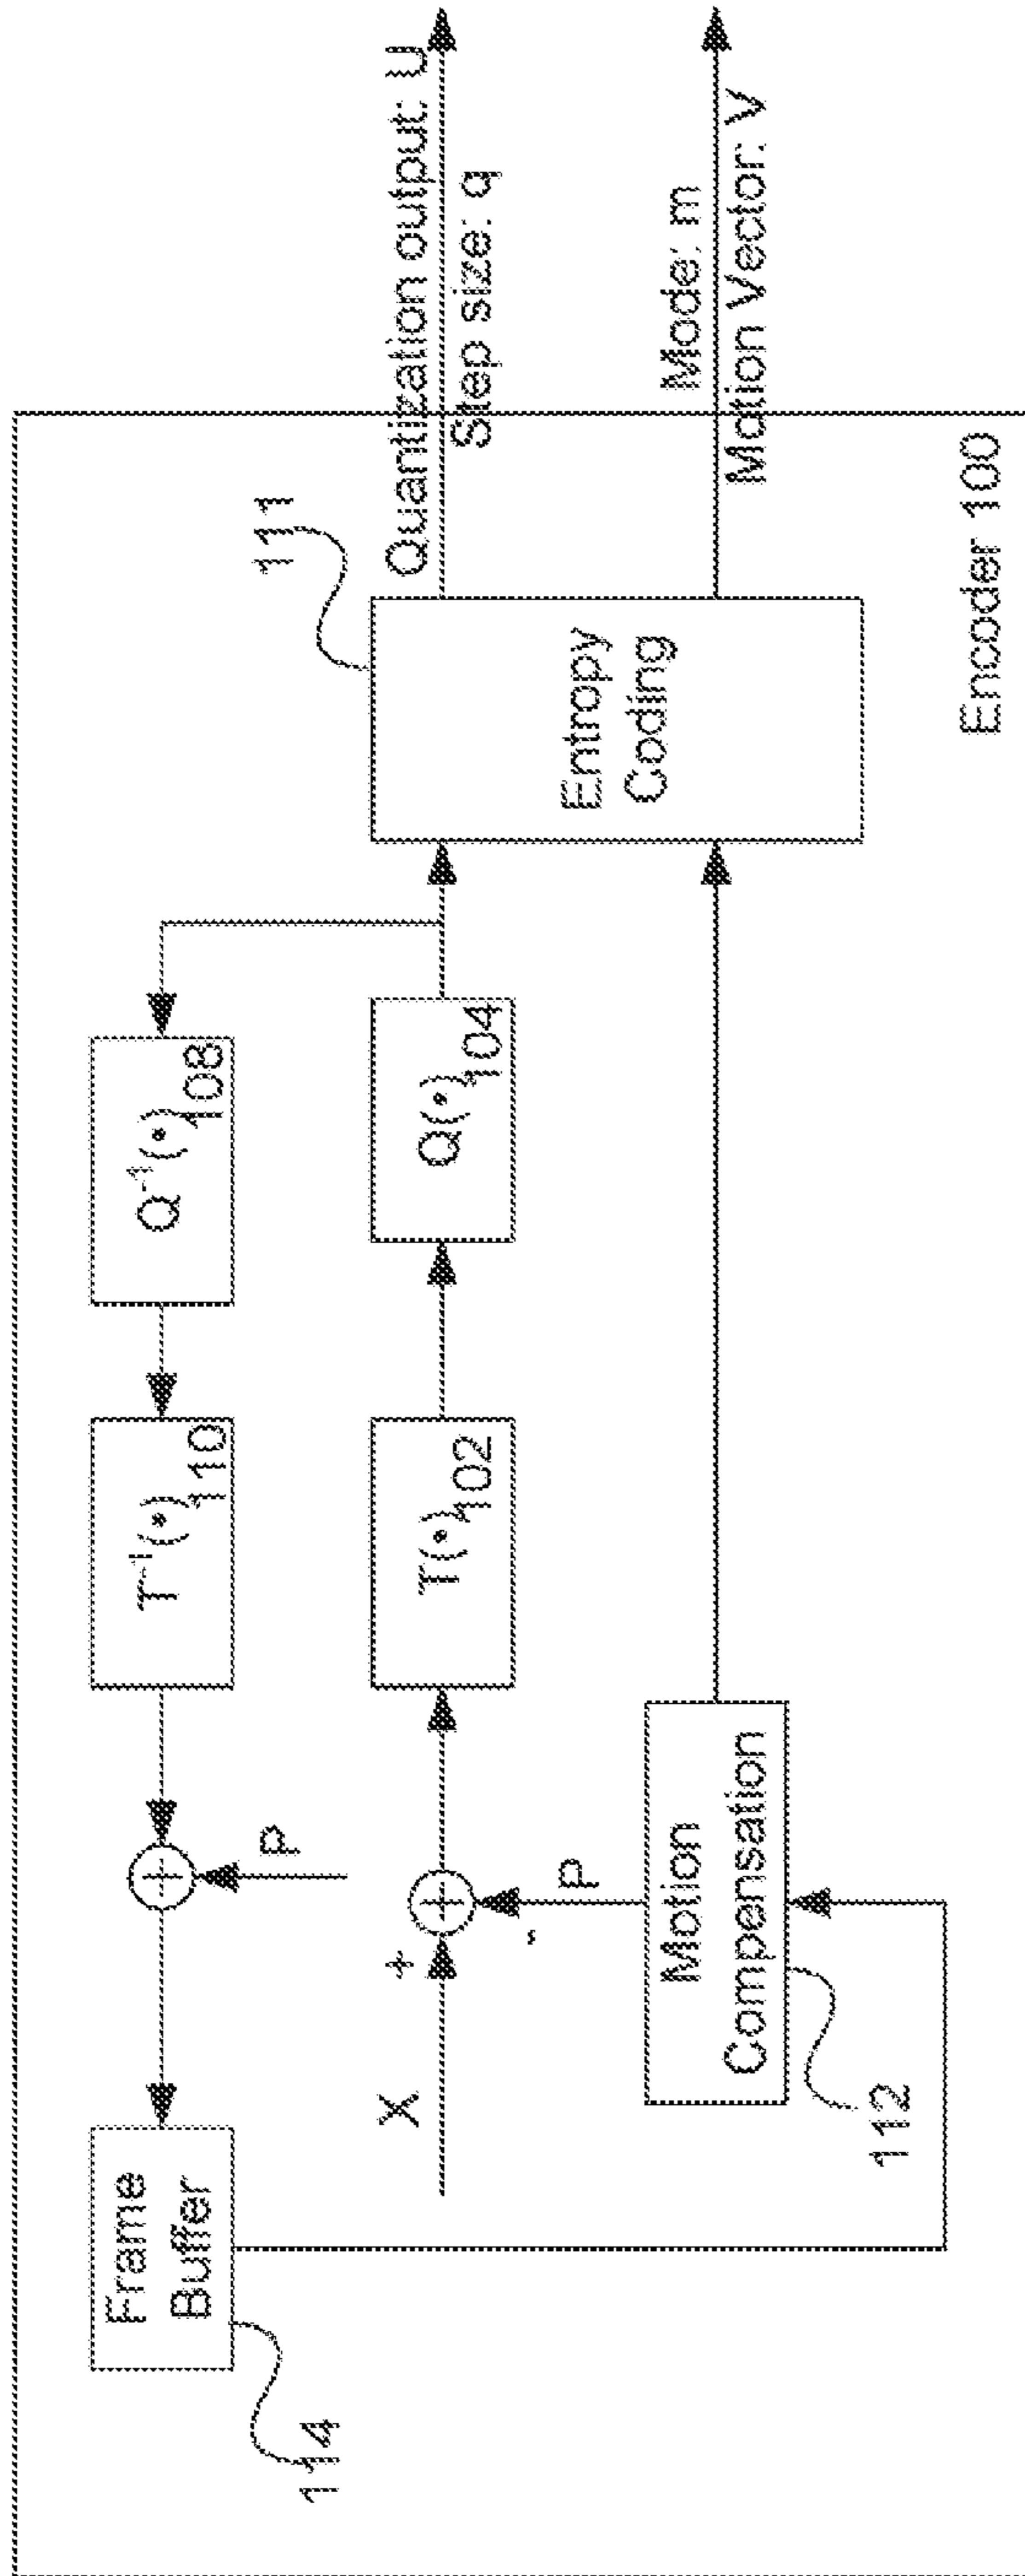 Frame
Buffer
114
T⁻¹(•)
110
Q⁻¹(•)
108
P
X
+
-
P
T(•)
102
Q(•)
104
Motion
Compensation
112
Entropy
Coding
111
Quantization output: U
Step size: q
Mode: m
Motion Vector: V
Encoder 100